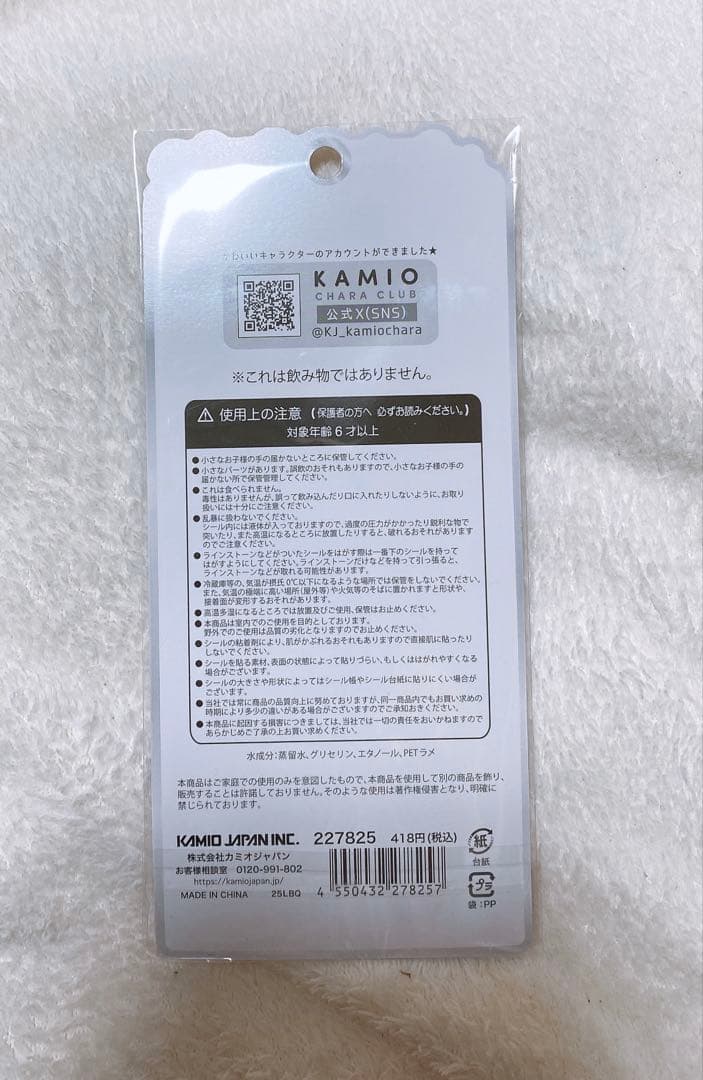 かわいいキャラクターのアカウントができました★
KAMIO
CHARA CLUB
公式X(SNS)
@KJ_kamiochara
※これは飲み物ではありません。
⚠ 使用上の注意 (保護者の方へ 必ずお読みください。)
対象年齢6才以上
●小さなお子様の手の届かないところに保管してください。
●小さなパーツがあります。誤飲のおそれもありますので、小さなお子様の手の
届かない所で保管管理してください。
●これは食べられません。
毒性はありませんが、誤って飲み込んだり口に入れたりしないように、お取り
扱いには十分にご注意ください。
●乱暴に扱わないでください。
シール内には液体が入っておりますので、過度の圧力がかかったり鋭利な物で
突いたり、また高温になるところに放置したりすると、破れるおそれがあります
のでご注意ください。
●ラインストーンなどがついたシールをはがす際は一番下のシールを持って
はがすようにしてください。ラインストーンだけなどを持って引っ張ると、
ラインストーンなどが取れる可能性があります。
●冷蔵庫等の、気温が摂氏0℃以下になるような場所では保管をしないでください。
また、気温の極端に高い場所(屋外等)や火気等のそばに置かれますと形状や、
接着面が変形するおそれがあります。
●高温多湿になるところでは放置及びご使用、保管はお止めください。
●本商品は室内でのご使用を目的としております。
野外でのご使用は品質の劣化となりますのでお止めください。
●シールの粘着剤により、肌がかぶれるおそれもありますので直接肌に貼ったり
しないでください。
●シールを貼る素材、表面の状態によって貼りづらい、もしくははがれやすくなる
場合がございます。
●シールの大きさや形状によってはシール帳やシール台紙に貼りにくい場合が
ございます。
●当社では常に商品の品質向上に努めておりますが、同一商品内でもお買い求めの
時期により多少の違いがある場合がございますのでご承知おきください。
●本商品に起因する損害につきましては、当社では一切の責任をおいかねますので
あらかじめご了承の上お買い求めください。
水成分:蒸留水、グリセリン、エタノール、PETラメ
本商品はご家庭での使用のみを意図したもので、本商品を使用して別の商品を飾り、
販売することは許諾しておりません。そのような使用は著作権侵害となり、明確に
禁じられております。
KAMIO JAPAN INC. 227825 418円(税込)
株式会社カミオジャパン
お客様相談室 0120-991-802
https://kamiojapan.jp/
MADE IN CHINA 25LBQ
4 550432 278257
紙
台紙
プラ
袋:PP